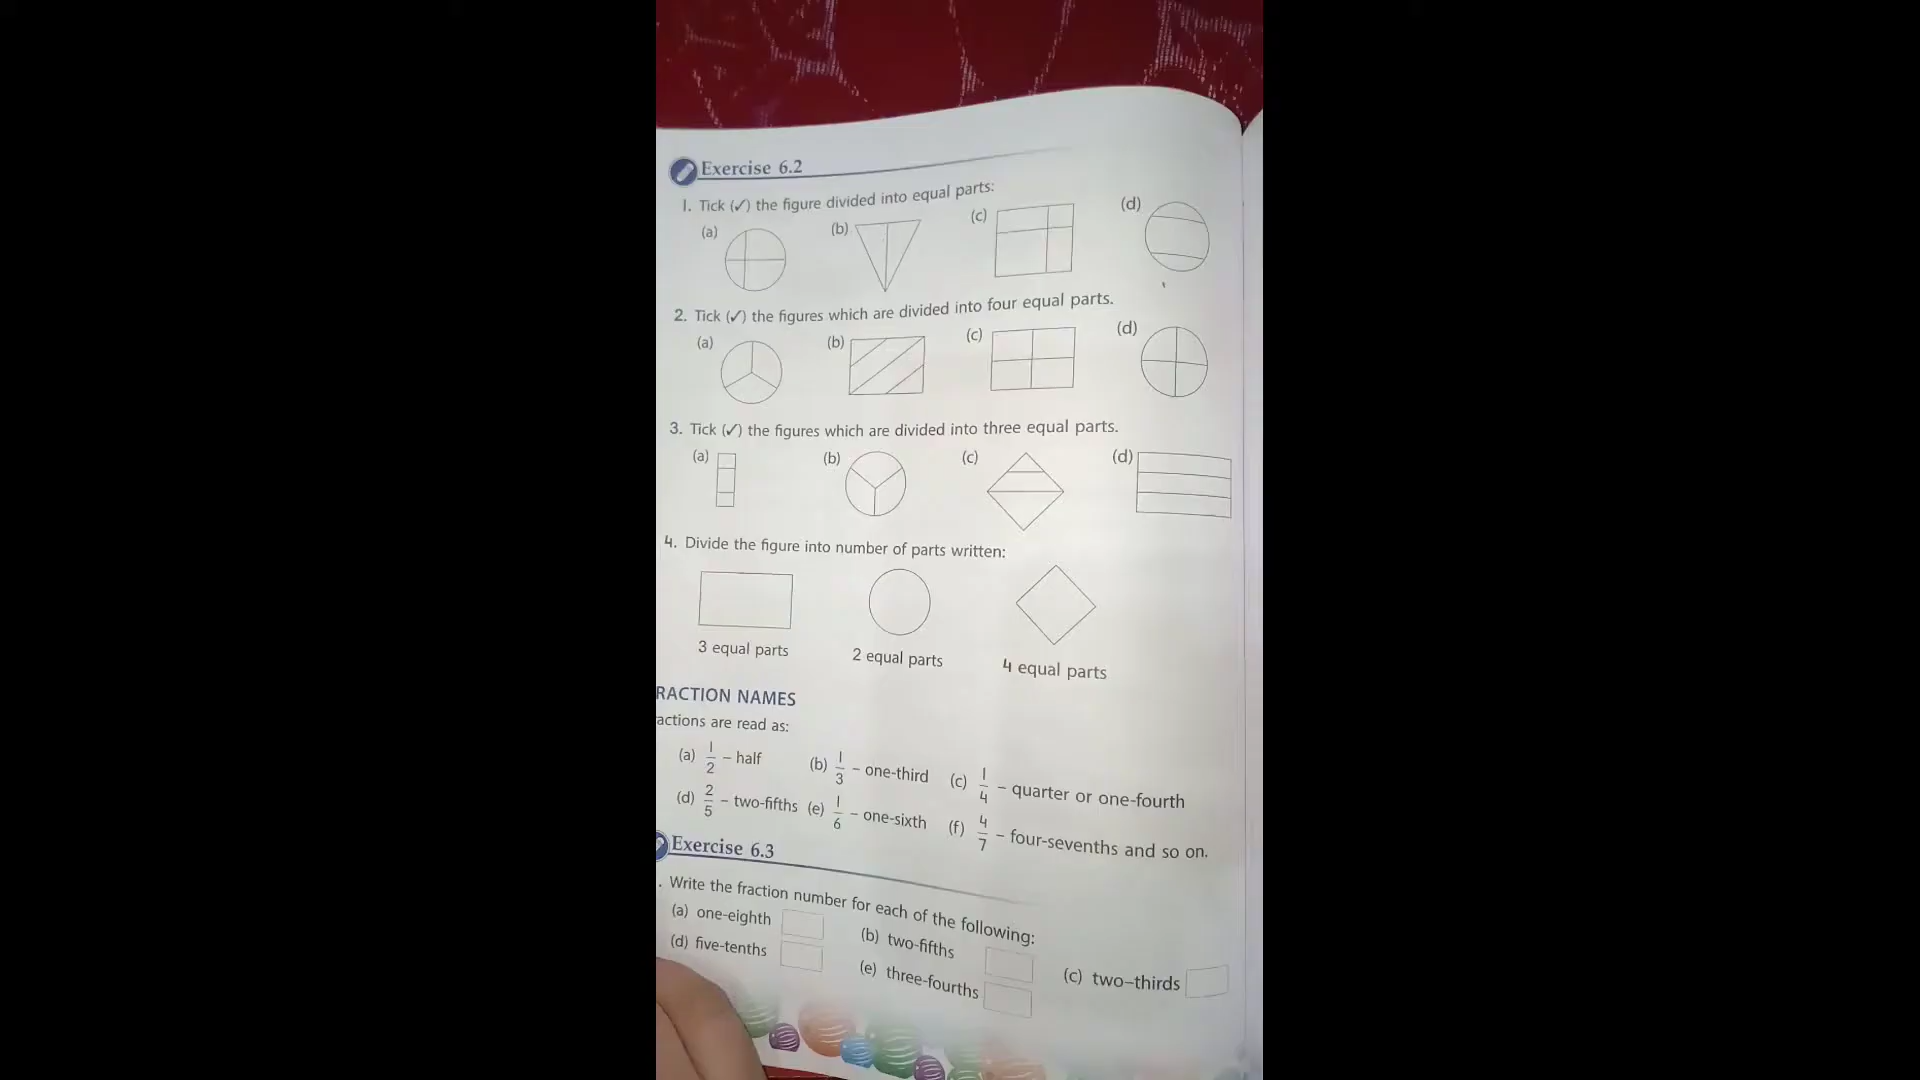 Exercise 6.2
1. Tick (✓) the figure divided into equal parts:
(a) (b) (c) (d)
2. Tick (✓) the figures which are divided into four equal parts.
(a) (b) (c) (d)
3. Tick (✓) the figures which are divided into three equal parts.
(a) (b) (c) (d)
4. Divide the figure into number of parts written:
3 equal parts 2 equal parts 4 equal parts
RACTION NAMES
actions are read as:
(a) 1/2 – half (b) 1/3 – one-third (c) 1/4 – quarter or one-fourth
(d) 2/5 – two-fifths (e) 1/6 – one-sixth (f) 4/7 – four-sevenths and so on.
Exercise 6.3
. Write the fraction number for each of the following:
(a) one-eighth (b) two-fifths (c) two–thirds
(d) five-tenths (e) three-fourths